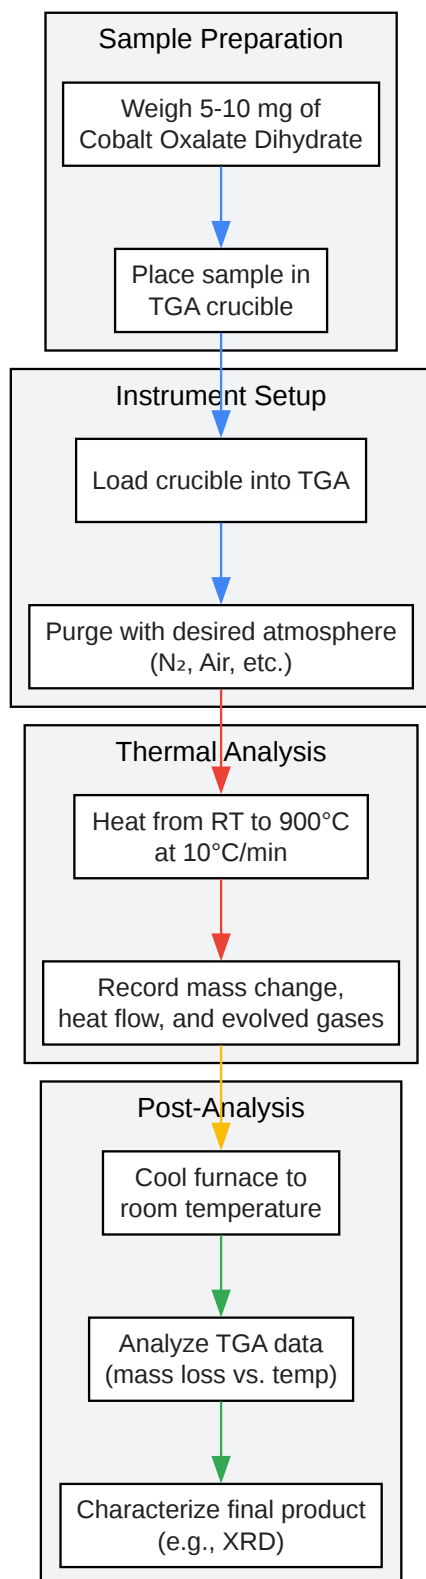 Sample Preparation
Weigh 5-10 mg of
Cobalt Oxalate Dihydrate
Place sample in
TGA crucible
Instrument Setup
Load crucible into TGA
Purge with desired atmosphere
(N₂, Air, etc.)
Thermal Analysis
Heat from RT to 900°C
at 10°C/min
Record mass change,
heat flow, and evolved gases
Post-Analysis
Cool furnace to
room temperature
Analyze TGA data
(mass loss vs. temp)
Characterize final product
(e.g., XRD)